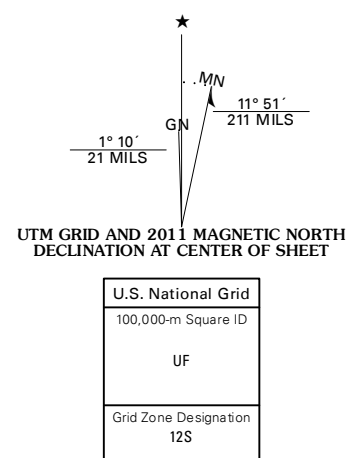 ★
MN
11° 51´
211 MILS
GN
1° 10´
21 MILS
UTM GRID AND 2011 MAGNETIC NORTH
DECLINATION AT CENTER OF SHEET
U.S. National Grid
100,000-m Square ID
UF
Grid Zone Designation
12S